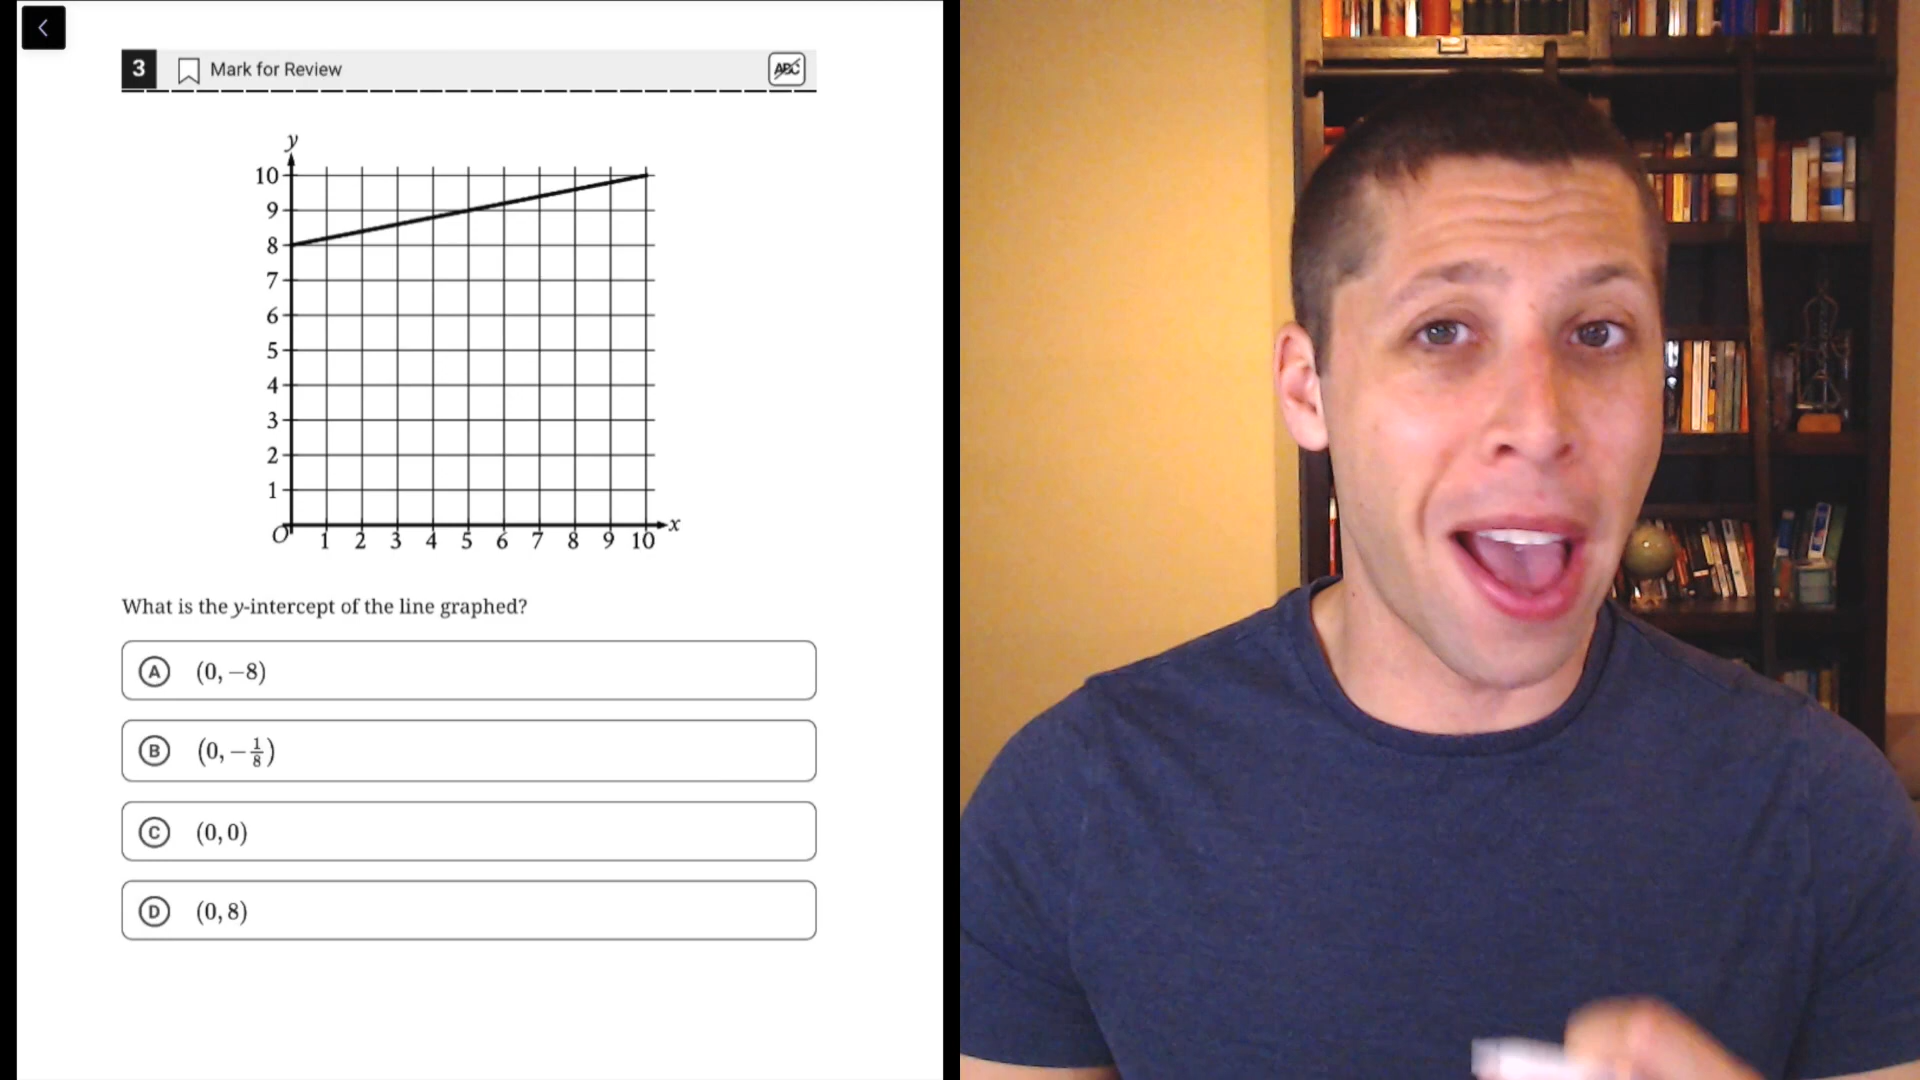 3 Mark for Review ABC
y
10
9
8
7
6
5
4
3
2
1
O 1 2 3 4 5 6 7 8 9 10 x
What is the y-intercept of the line graphed?
A (0, −8)
B (0, −1/8)
C (0, 0)
D (0, 8)